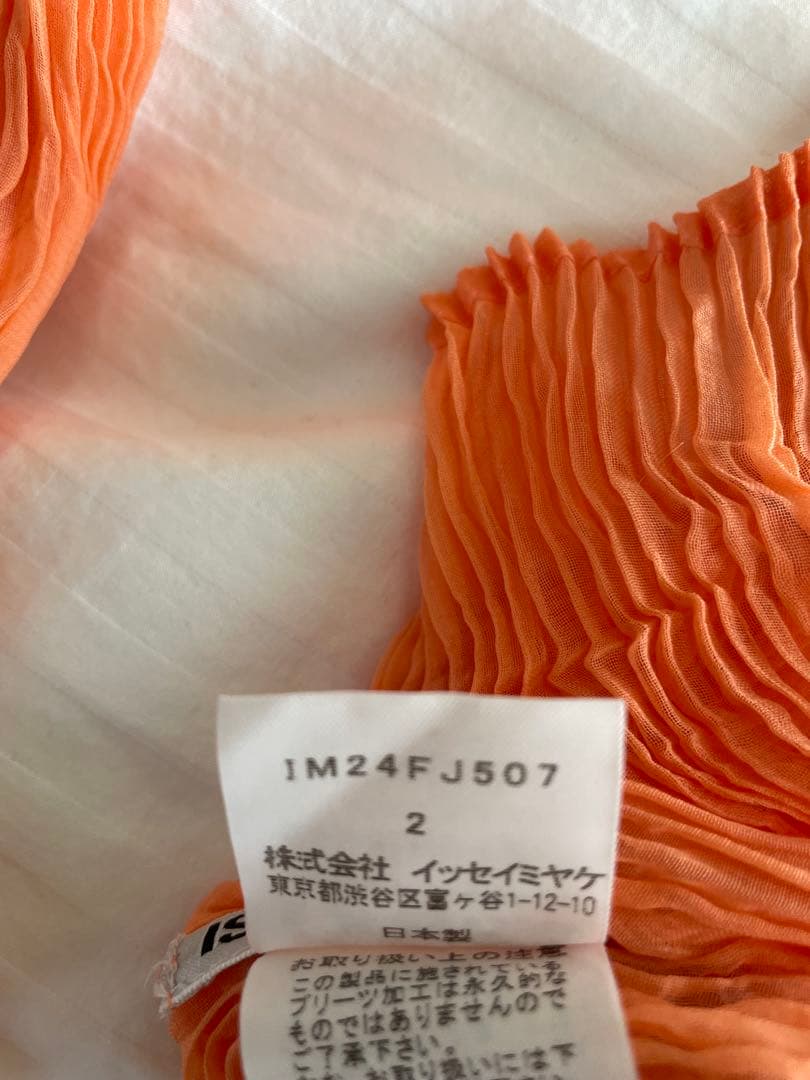 IM24FJ507
2
株式会社 イッセイミヤケ
東京都渋谷区富ヶ谷1-12-10
日本製
お取り扱い上の注意
この製品に施されている
プリーツ加工は永久的な
ものではありませんので
ご了承下さい。
なお、お取り扱いには下
IS